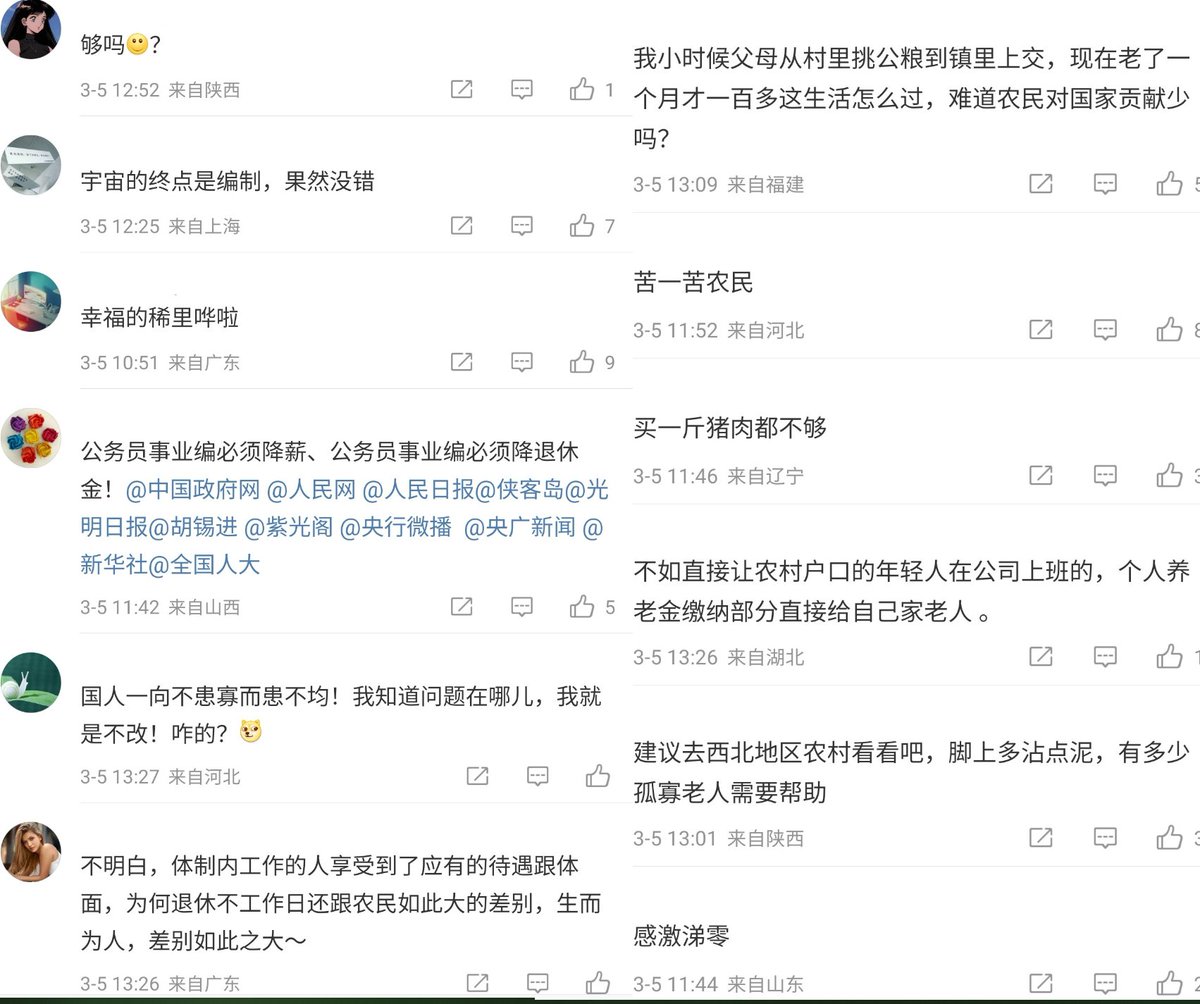 够吗🙂？
3-5 12:52 来自陕西
1
宇宙的终点是编制，果然没错
3-5 12:25 来自上海
7
幸福的稀里哗啦
3-5 10:51 来自广东
9
公务员事业编必须降薪、公务员事业编必须降退休
金！@中国政府网 @人民网 @人民日报@侠客岛@光
明日报@胡锡进 @紫光阁 @央行微播 @央广新闻 @
新华社@全国人大
3-5 11:42 来自山西
5
国人一向不患寡而患不均！我知道问题在哪儿，我就
是不改！咋的？
3-5 13:27 来自河北
不明白，体制内工作的人享受到了应有的待遇跟体
面，为何退休不工作日还跟农民如此大的差别，生而
为人，差别如此之大～
3-5 13:26 来自广东
我小时候父母从村里挑公粮到镇里上交，现在老了一
个月才一百多这生活怎么过，难道农民对国家贡献少
吗？
3-5 13:09 来自福建
苦一苦农民
3-5 11:52 来自河北
买一斤猪肉都不够
3-5 11:46 来自辽宁
不如直接让农村户口的年轻人在公司上班的，个人养
老金缴纳部分直接给自己家老人 。
3-5 13:26 来自湖北
建议去西北地区农村看看吧，脚上多沾点泥，有多少
孤寡老人需要帮助
3-5 13:01 来自陕西
感激涕零
3-5 11:44 来自山东